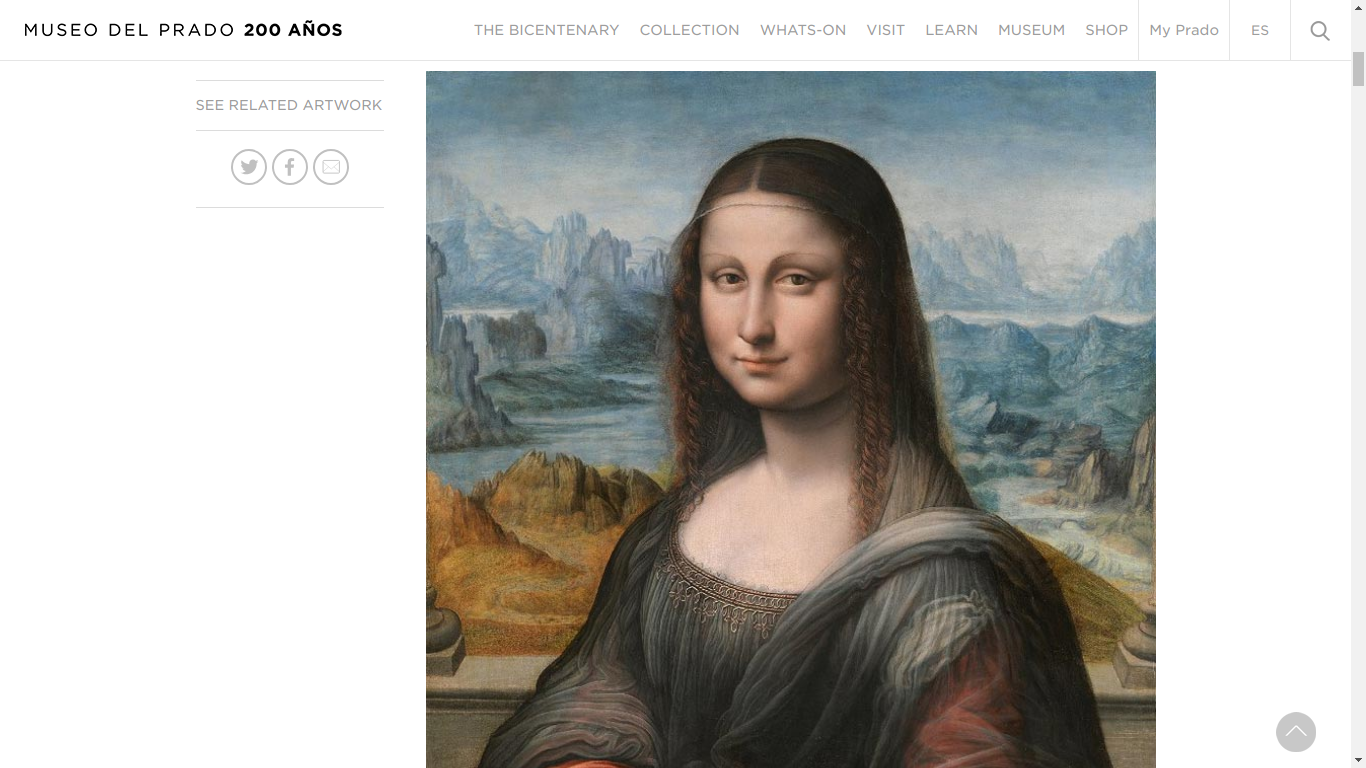 MUSEO DEL PRADO 200 AÑOS
THE BICENTENARY COLLECTION WHATS-ON VISIT LEARN MUSEUM SHOP My Prado ES
SEE RELATED ARTWORK